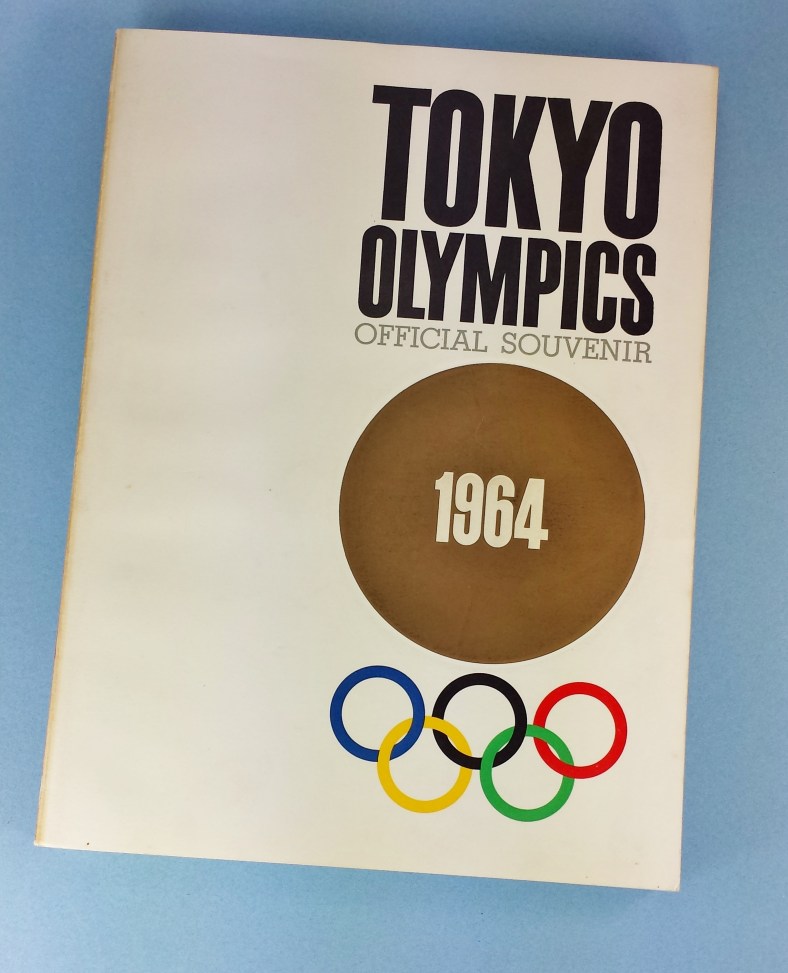 TOKYO
OLYMPICS
OFFICIAL SOUVENIR
1964